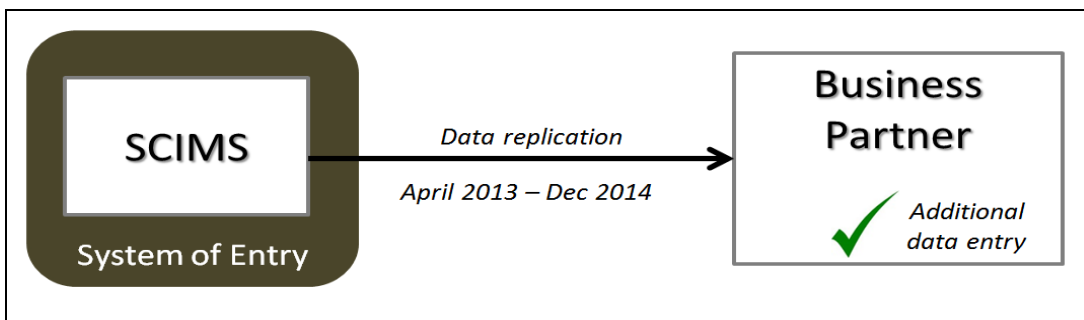 SCIMS
System of Entry
Data replication
April 2013 – Dec 2014
Business
Partner
Additional
data entry